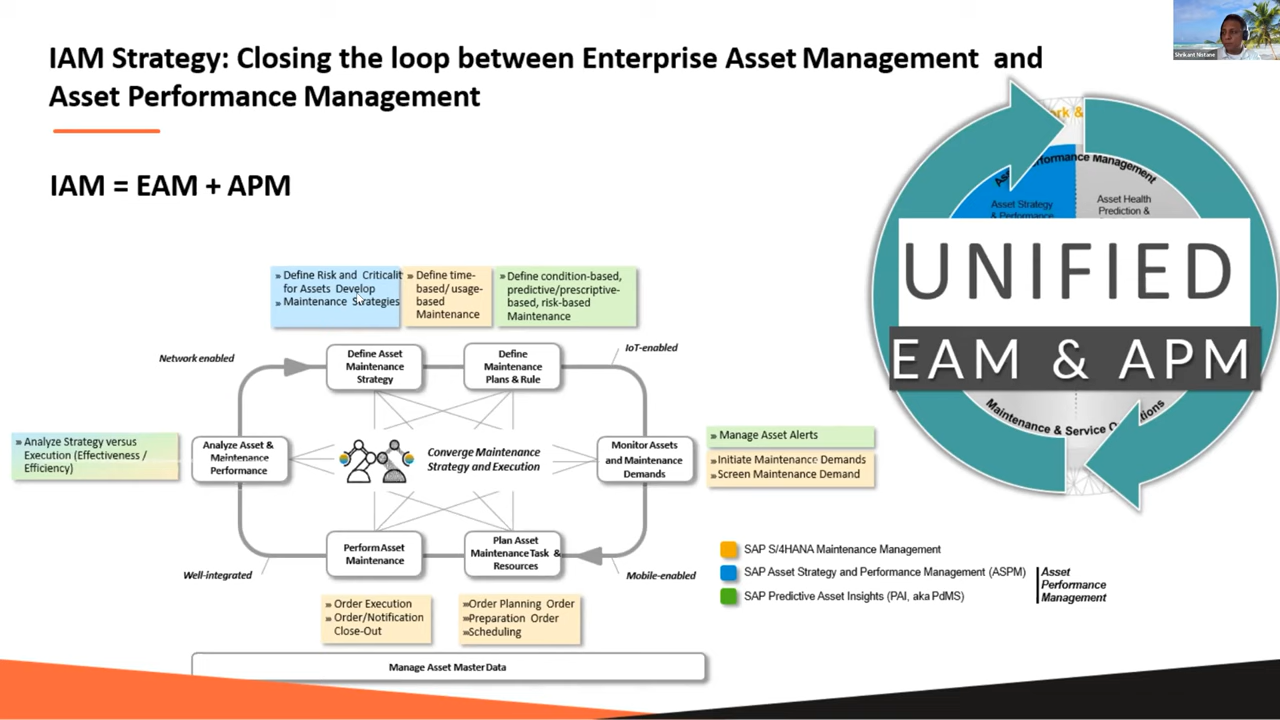 IAM Strategy: Closing the loop between Enterprise Asset Management and
Asset Performance Management
Shrikant Nistane
IAM = EAM + APM
» Define Risk and Criticality
for Assets Develop
» Maintenance Strategies
» Define time-
based/ usage-
based
Maintenance
» Define condition-based,
predictive/prescriptive-
based, risk-based
Maintenance
Network enabled
Define Asset
Maintenance
Strategy
Define
Maintenance
Plans & Rule
IoT-enabled
» Analyze Strategy versus
Execution (Effectiveness /
Efficiency)
Analyze Asset &
Maintenance
Performance
Converge Maintenance
Strategy and Execution
Monitor Assets
and Maintenance
Demands
» Manage Asset Alerts
» Initiate Maintenance Demands
» Screen Maintenance Demand
Well-integrated
Perform Asset
Maintenance
Plan Asset
Maintenance Task &
Resources
Mobile-enabled
» Order Execution
» Order/Notification
Close-Out
» Order Planning Order
» Preparation Order
» Scheduling
Manage Asset Master Data
&
Performance Management
Asset Strategy
& Performance
Asset Health
Prediction &
UNIFIED
EAM & APM
Maintenance & Service
SAP S/4HANA Maintenance Management
SAP Asset Strategy and Performance Management (ASPM)
SAP Predictive Asset Insights (PAI, aka PdMS)
Asset
Performance
Management